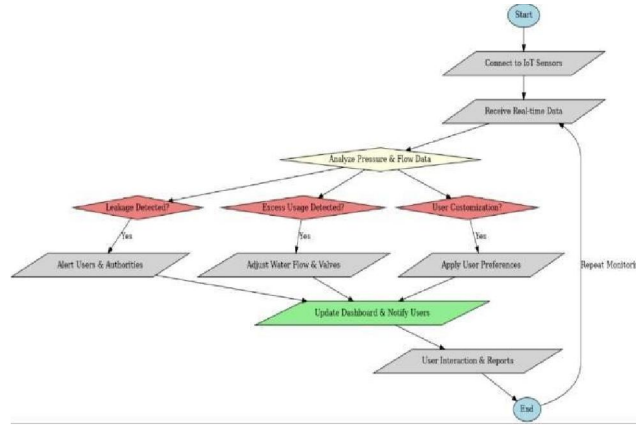 Start
Connect to IoT Sensors
Receive Real-time Data
Analyze Pressure & Flow Data
Leakage Detected?
Excess Usage Detected?
User Customization?
Yes
Yes
Yes
Alert Users & Authorities
Adjust Water Flow & Valves
Apply User Preferences
Repeat Monitori
Update Dashboard & Notify Users
User Interaction & Reports
End